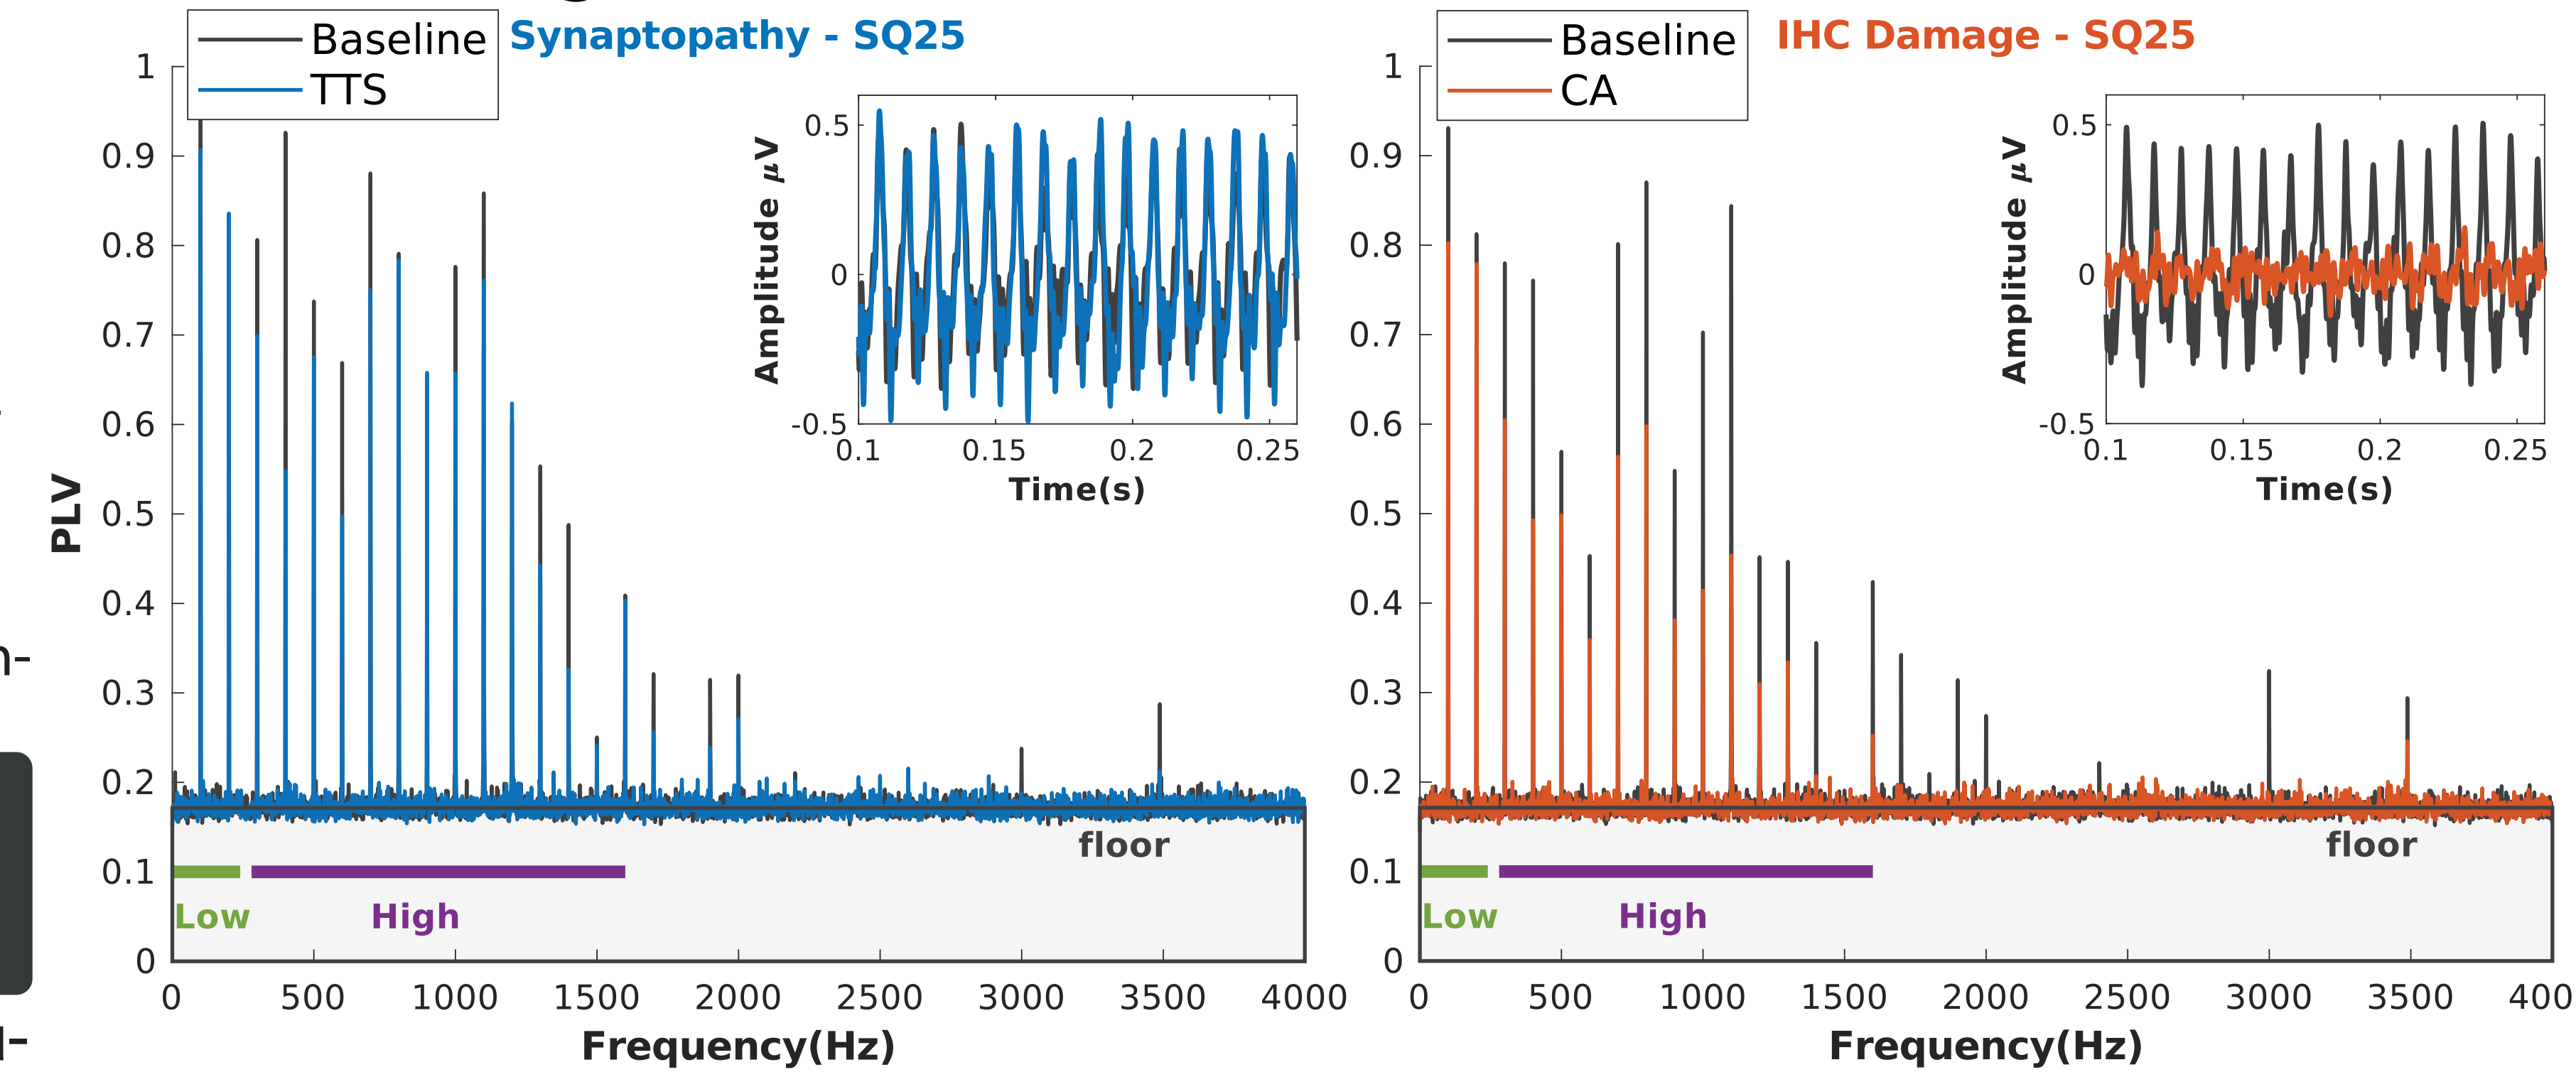 Baseline
TTS
Synaptopathy - SQ25
PLV
1
0.9
0.8
0.7
0.6
0.5
0.4
0.3
0.2
0.1
0
Amplitude µV
0.5
0
-0.5
0.1 0.15 0.2 0.25
Time(s)
floor
Low
High
0 500 1000 1500 2000 2500 3000 3500 4000
Frequency(Hz)
Baseline
CA
IHC Damage - SQ25
1
0.9
0.8
0.7
0.6
0.5
0.4
0.3
0.2
0.1
0
Amplitude µV
0.5
0
-0.5
0.1 0.15 0.2 0.25
Time(s)
floor
Low
High
0 500 1000 1500 2000 2500 3000 3500 400
Frequency(Hz)